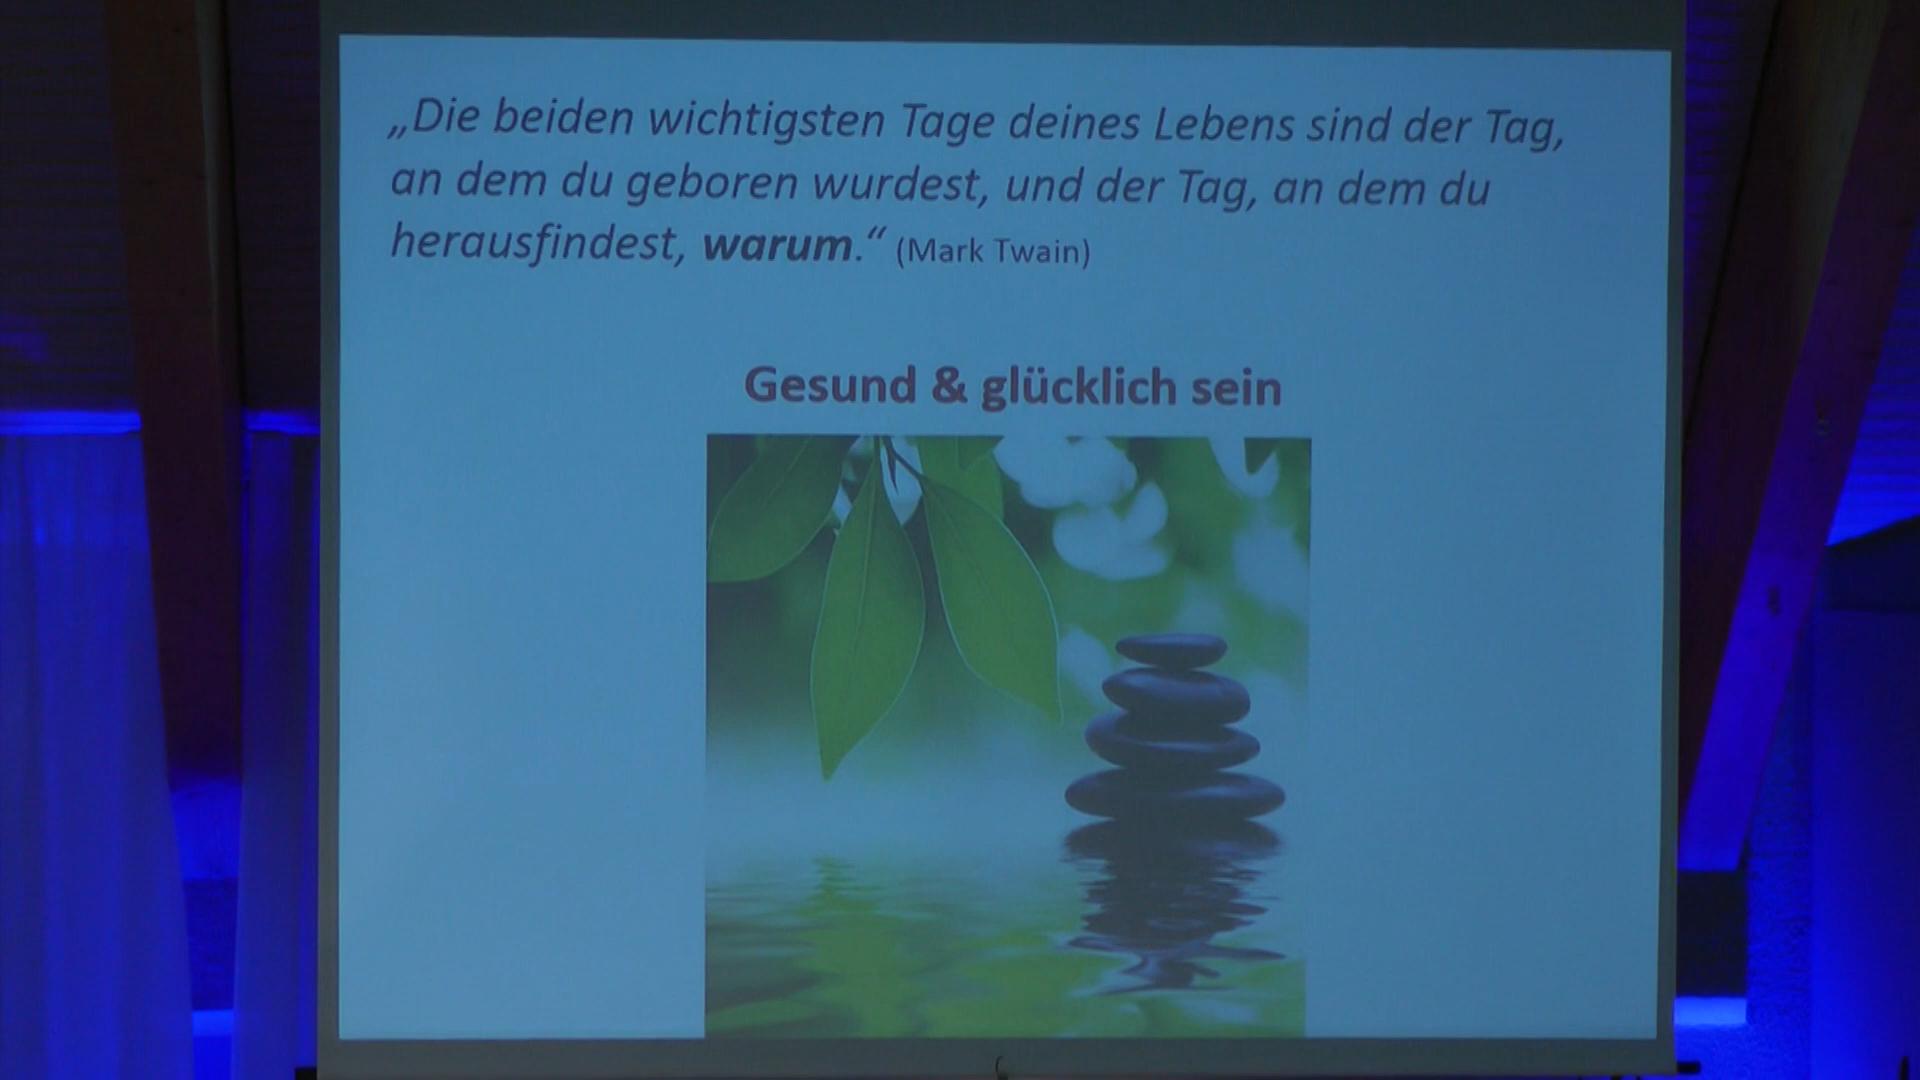 „Die beiden wichtigsten Tage deines Lebens sind der Tag,
an dem du geboren wurdest, und der Tag, an dem du
herausfindest, warum.“ (Mark Twain)
Gesund & glücklich sein